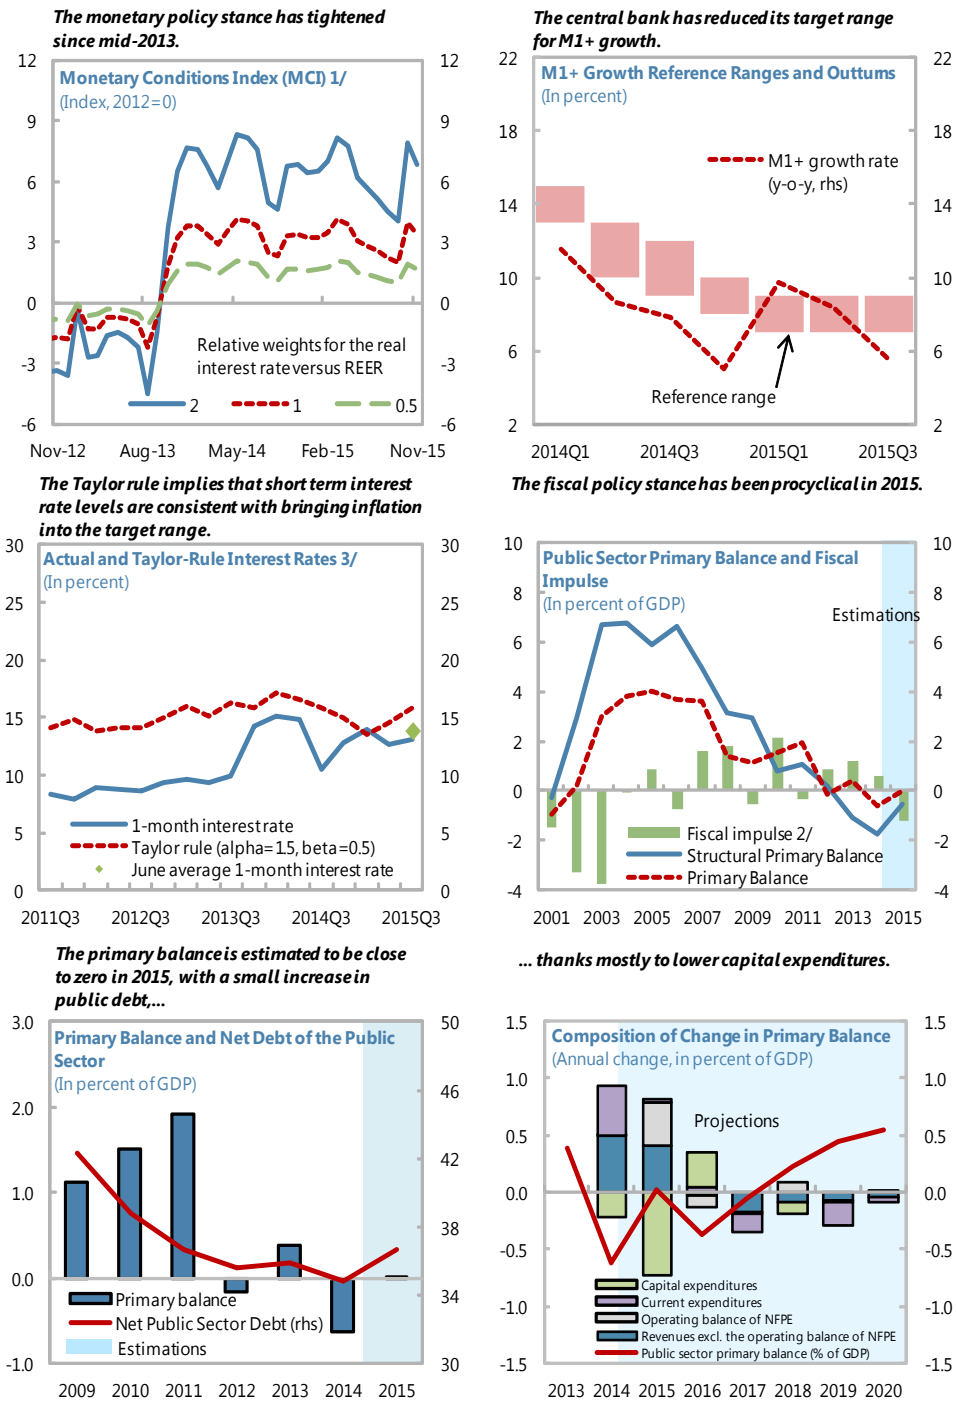 The monetary policy stance has tightened
since mid-2013.
Monetary Conditions Index (MCI) 1/
(Index, 2012=0)
12
9
6
3
0
-3
-6
12
9
6
3
0
-3
-6
Relative weights for the real
interest rate versus REER
2
1
0.5
Nov-12
Aug-13
May-14
Feb-15
Nov-15
The central bank has reduced its target range
for M1+ growth.
M1+ Growth Reference Ranges and Outturns
(In percent)
22
18
14
10
6
2
22
18
14
10
6
2
M1+ growth rate
(y-o-y, rhs)
Reference range
2014Q1
2014Q3
2015Q1
2015Q3
The Taylor rule implies that short term interest
rate levels are consistent with bringing inflation
into the target range.
Actual and Taylor-Rule Interest Rates 3/
(In percent)
30
25
20
15
10
5
0
30
25
20
15
10
5
0
1-month interest rate
Taylor rule (alpha=1.5, beta=0.5)
June average 1-month interest rate
2011Q3
2012Q3
2013Q3
2014Q3
2015Q3
The fiscal policy stance has been procyclical in 2015.
Public Sector Primary Balance and Fiscal
Impulse
(In percent of GDP)
10
8
6
4
2
0
-2
-4
10
8
6
4
2
0
-2
-4
Estimations
Fiscal impulse 2/
Structural Primary Balance
Primary Balance
2001
2003
2005
2007
2009
2011
2013
2015
The primary balance is estimated to be close
to zero in 2015, with a small increase in
public debt,...
Primary Balance and Net Debt of the Public
Sector
(In percent of GDP)
3.0
2.0
1.0
0.0
-1.0
50
46
42
38
34
30
Primary balance
Net Public Sector Debt (rhs)
Estimations
2009
2010
2011
2012
2013
2014
2015
... thanks mostly to lower capital expenditures.
Composition of Change in Primary Balance
(Annual change, in percent of GDP)
1.5
1.0
0.5
0.0
-0.5
-1.0
-1.5
1.5
1.0
0.5
0.0
-0.5
-1.0
-1.5
Projections
Capital expenditures
Current expenditures
Operating balance of NFPE
Revenues excl. the operating balance of NFPE
Public sector primary balance (% of GDP)
2013
2014
2015
2016
2017
2018
2019
2020